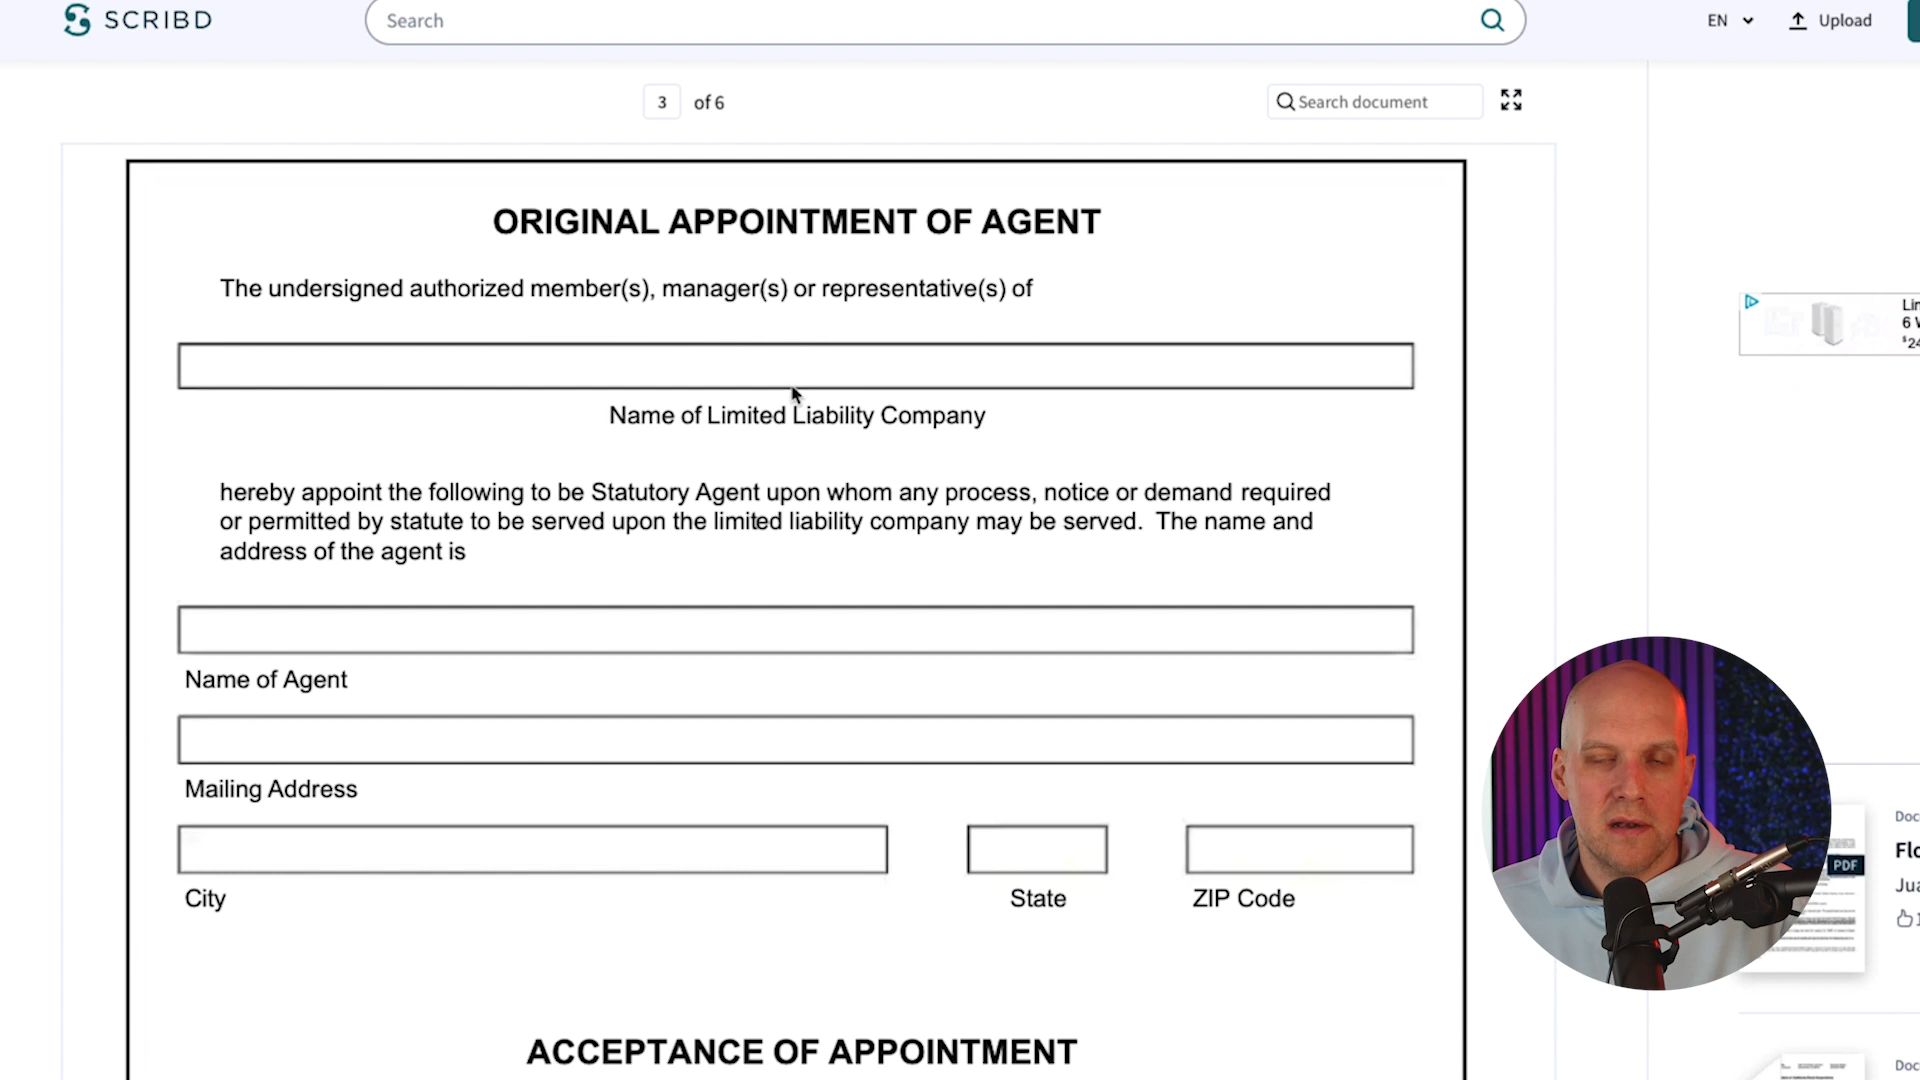 SCRIBD
Search
EN
Upload
3 of 6
Search document
ORIGINAL APPOINTMENT OF AGENT
The undersigned authorized member(s), manager(s) or representative(s) of
Name of Limited Liability Company
hereby appoint the following to be Statutory Agent upon whom any process, notice or demand required
or permitted by statute to be served upon the limited liability company may be served. The name and
address of the agent is
Name of Agent
Mailing Address
City State ZIP Code
ACCEPTANCE OF APPOINTMENT
PDF